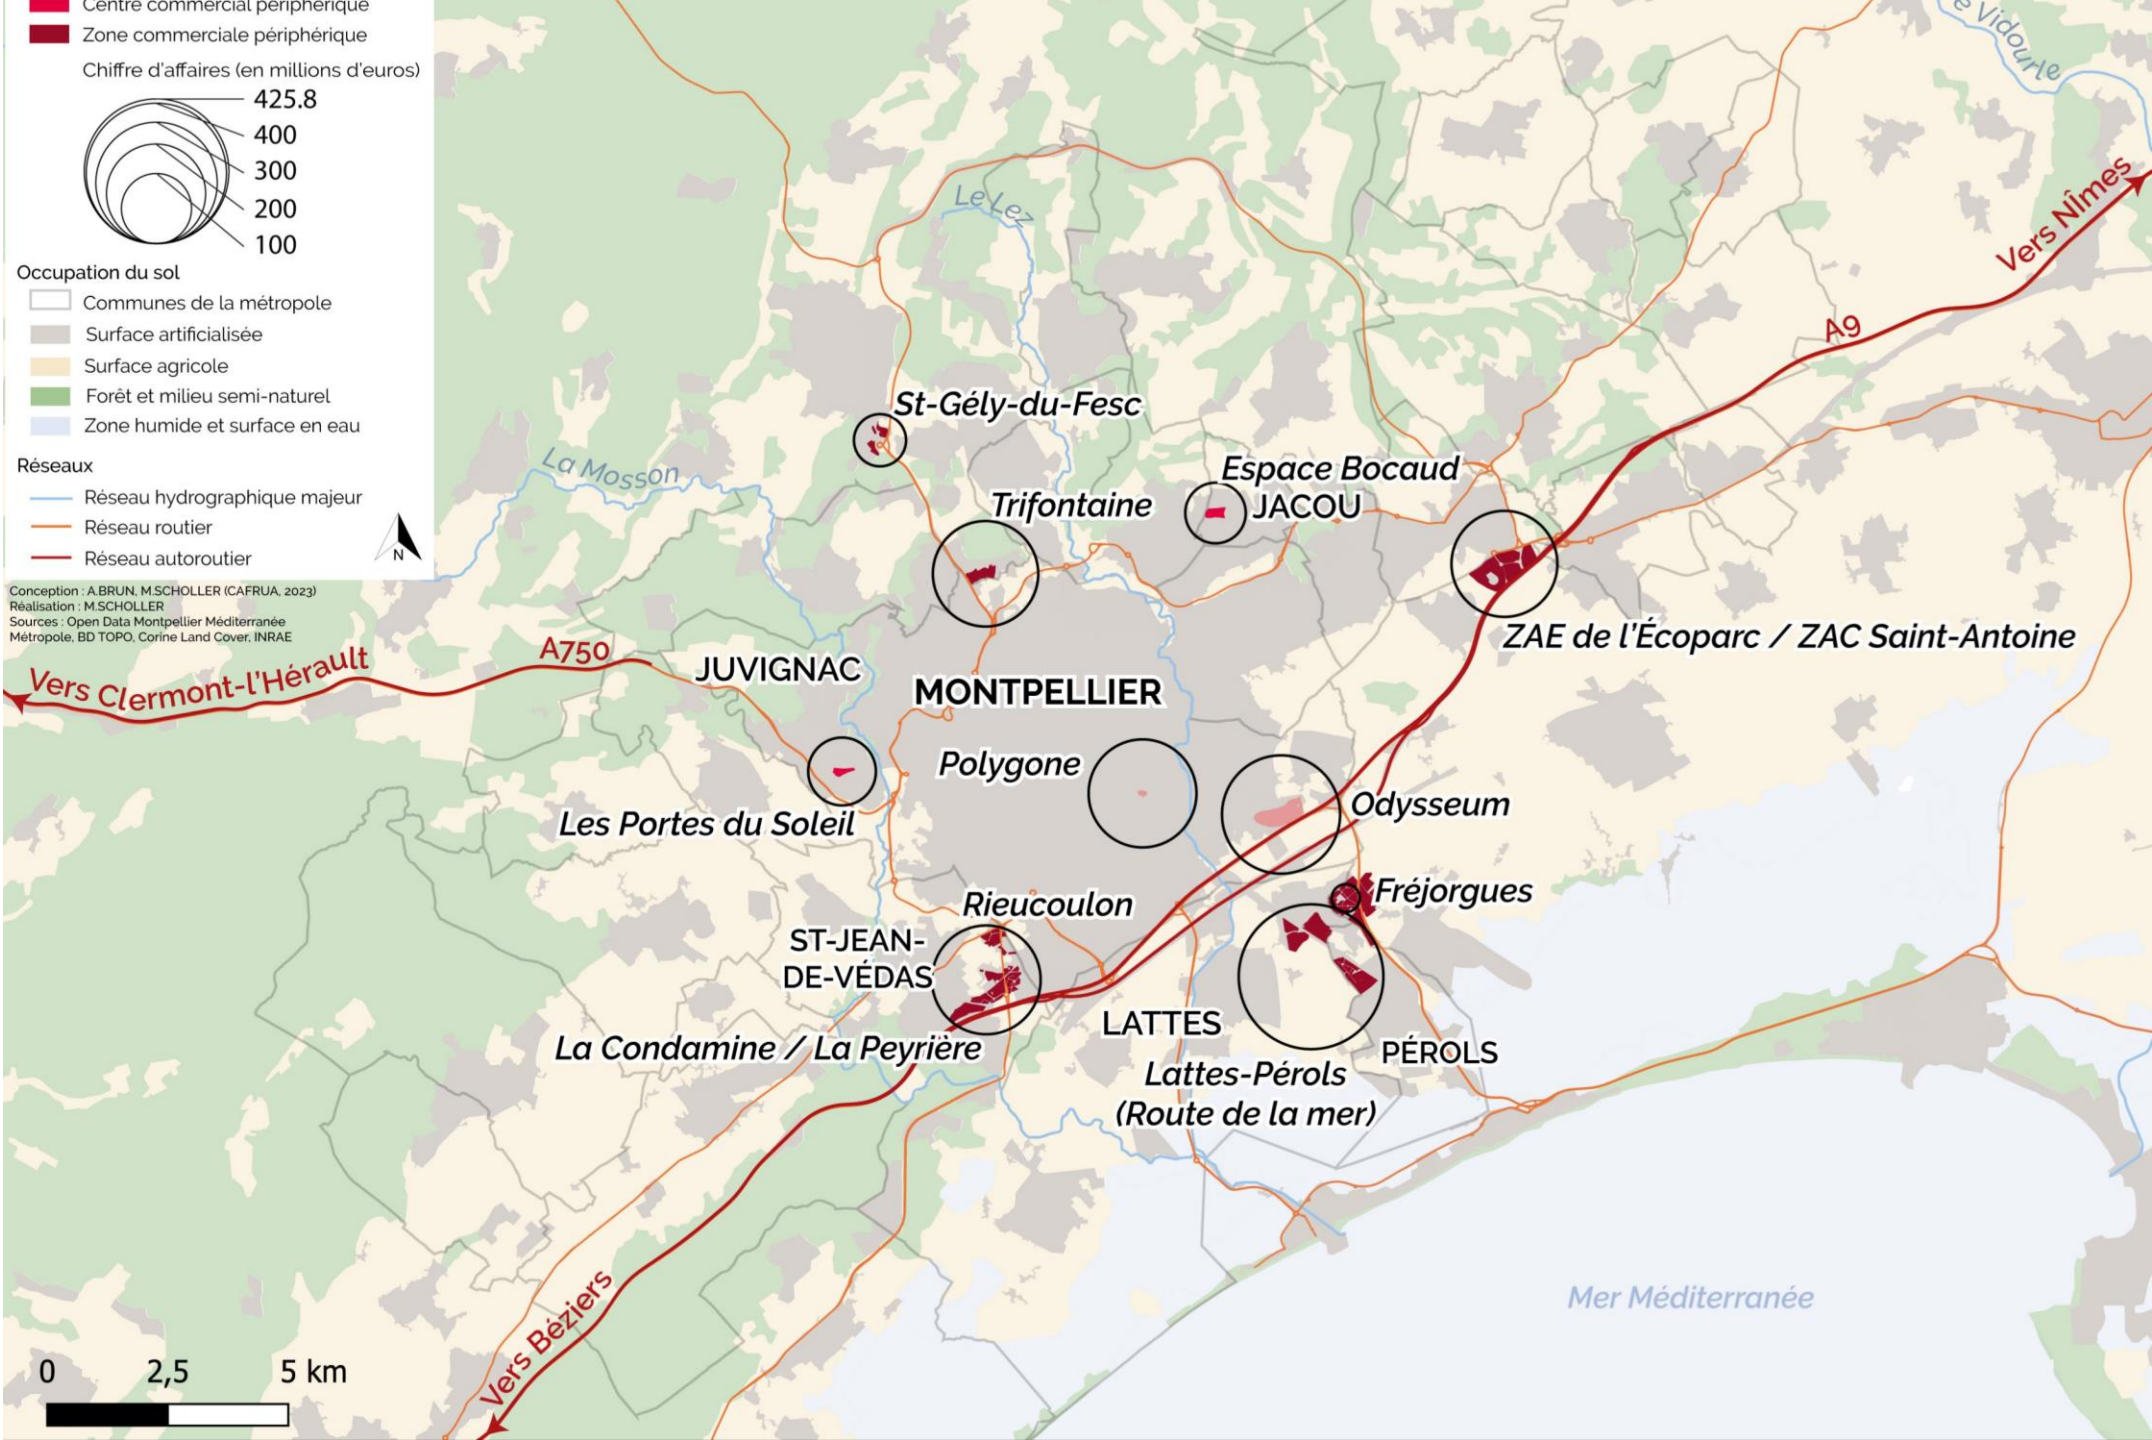 Centre commercial périphérique
Zone commerciale périphérique
Chiffre d'affaires (en millions d'euros)
425.8
400
300
200
100
Occupation du sol
Communes de la métropole
Surface artificialisée
Surface agricole
Forêt et milieu semi-naturel
Zone humide et surface en eau
Réseaux
Réseau hydrographique majeur
Réseau routier
Réseau autoroutier
N
Conception : A.BRUN, M.SCHOLLER (CAFRUA, 2023)
Réalisation : M.SCHOLLER
Sources : Open Data Montpellier Méditerranée
Métropole, BD TOPO, Corine Land Cover, INRAE
Le Vidourle
Le Lez
Vers Nîmes
A9
St-Gély-du-Fesc
La Mosson
Espace Bocaud
JACOU
Trifontaine
ZAE de l'Écoparc / ZAC Saint-Antoine
A750
Vers Clermont-l'Hérault
JUVIGNAC
MONTPELLIER
Polygone
Odysseum
Les Portes du Soleil
Fréjorgues
Rieucoulon
ST-JEAN-
DE-VÉDAS
LATTES
La Condamine / La Peyrière
PÉROLS
Lattes-Pérols
(Route de la mer)
Mer Méditerranée
Vers Béziers
0 2,5 5 km